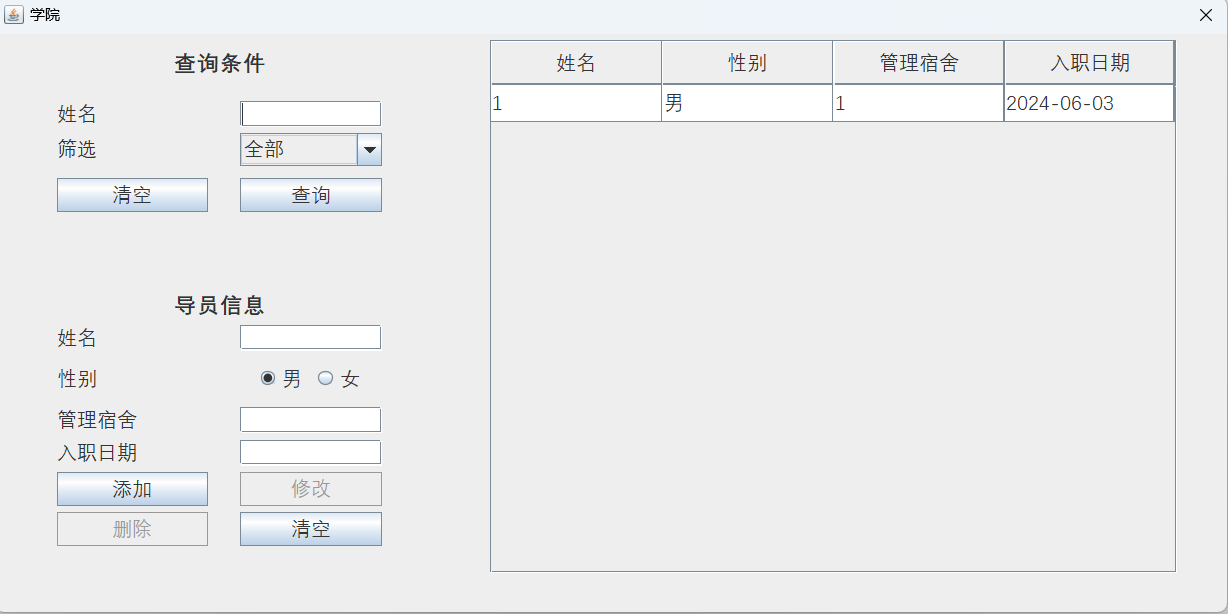 学院
查询条件
姓名
筛选 全部
清空 查询
导员信息
姓名
性别 男 女
管理宿舍
入职日期
添加 修改
删除 清空
姓名 性别 管理宿舍 入职日期
1 男 1 2024-06-03